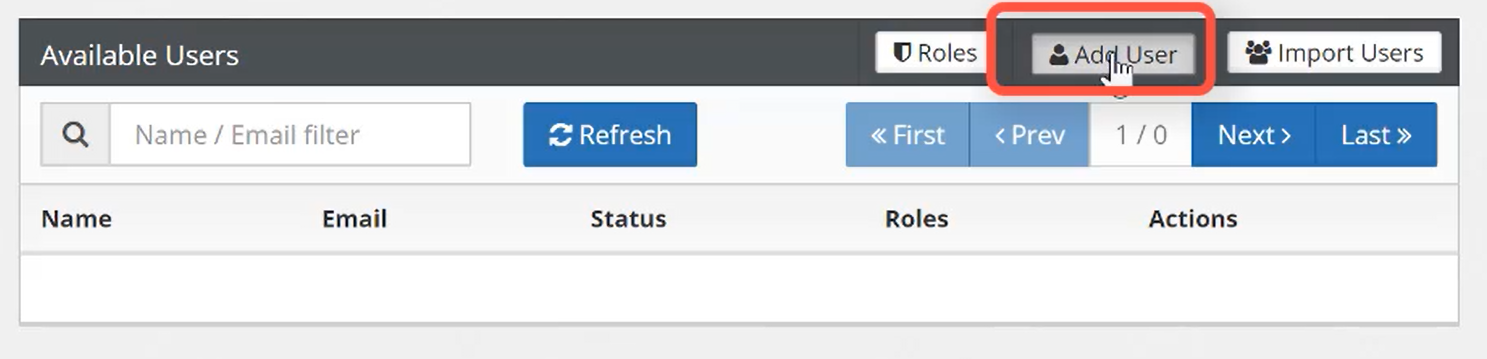 Available Users Roles Add User Import Users
Name / Email filter Refresh « First ‹ Prev 1 / 0 Next › Last »
Name Email Status Roles Actions